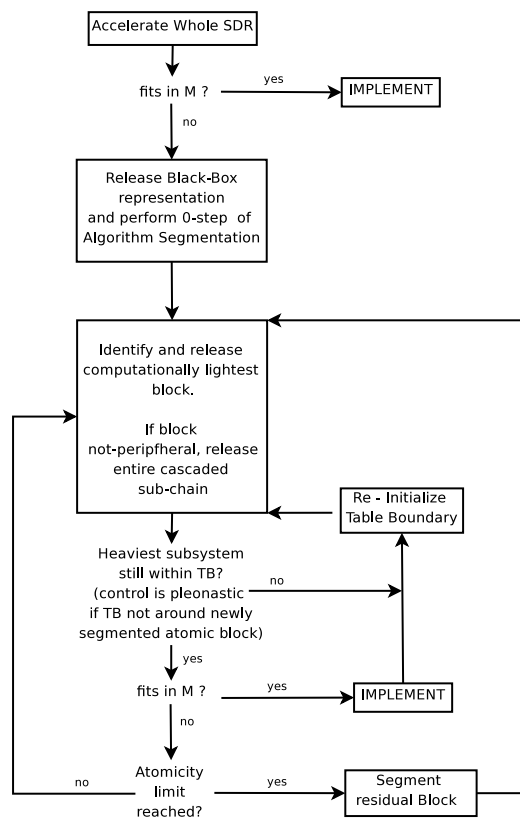 Accelerate Whole SDR
fits in M ?
yes
IMPLEMENT
no
Release Black-Box
representation
and perform 0-step of
Algorithm Segmentation
Identify and release
computationally lightest
block.
If block
not-peripfheral, release
entire cascaded
sub-chain
Re - Initialize
Table Boundary
Heaviest subsystem
still within TB?
(control is pleonastic
if TB not around newly
segmented atomic block)
no
yes
fits in M ?
yes
IMPLEMENT
no
Atomicity
limit
reached?
no
yes
Segment
residual Block